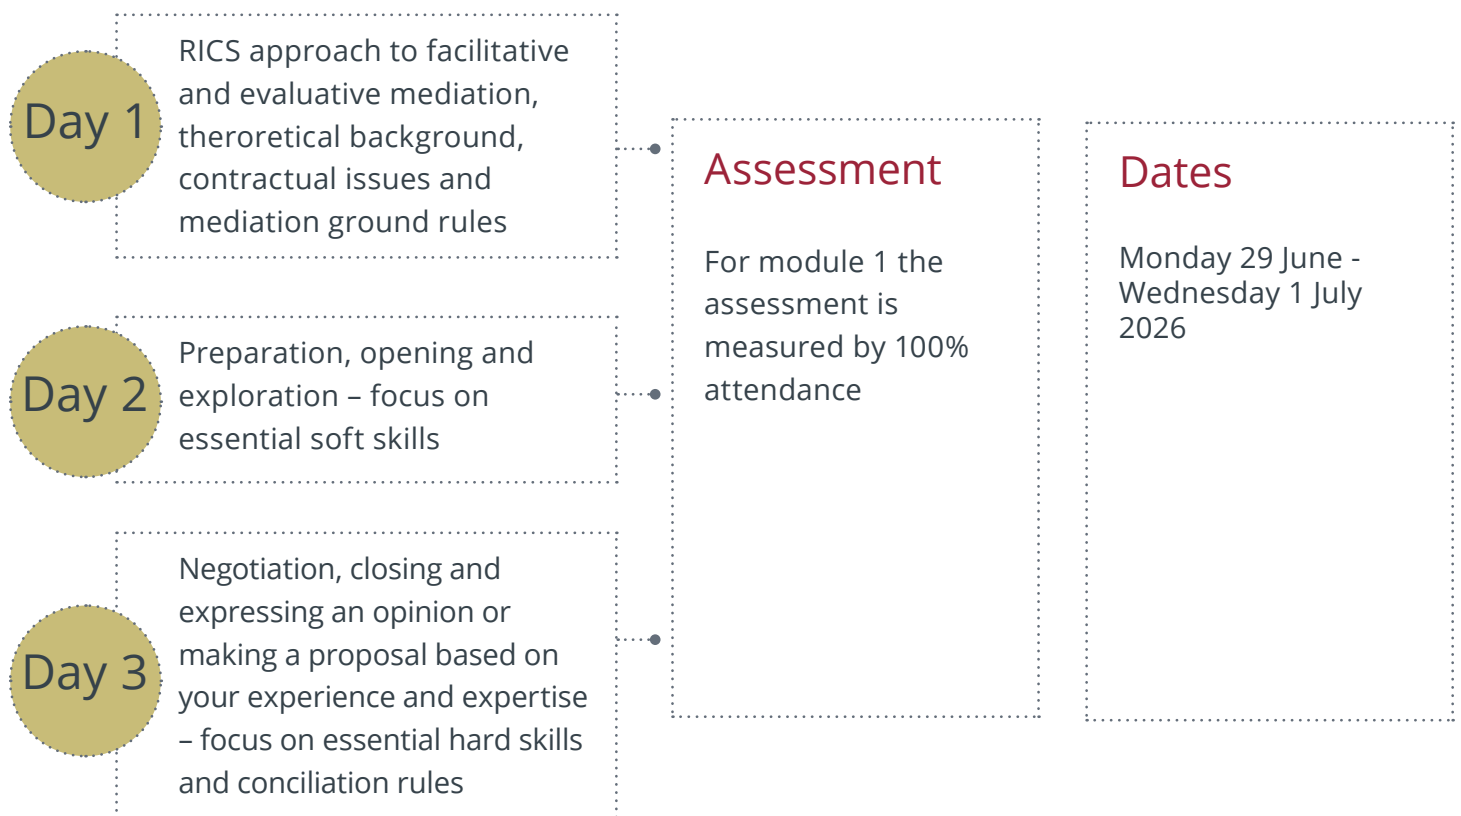 Day 1
RICS approach to facilitative
and evaluative mediation,
theroretical background,
contractual issues and
mediation ground rules
Day 2
Preparation, opening and
exploration – focus on
essential soft skills
Day 3
Negotiation, closing and
expressing an opinion or
making a proposal based on
your experience and expertise
– focus on essential hard skills
and conciliation rules
Assessment
For module 1 the
assessment is
measured by 100%
attendance
Dates
Monday 29 June -
Wednesday 1 July
2026